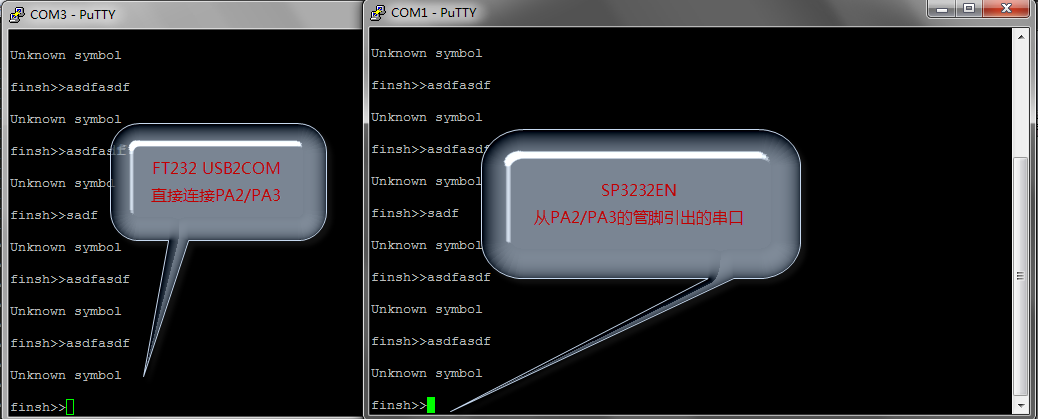 COM3 - PuTTY
Unknown symbol
finsh>>asdfasdf
Unknown symbol
finsh>>asdfasdf
Unknown symbol
finsh>>sadf
Unknown symbol
finsh>>asdfasdf
Unknown symbol
finsh>>asdfasdf
Unknown symbol
finsh>>
FT232 USB2COM
直接连接PA2/PA3
COM1 - PuTTY
Unknown symbol
finsh>>asdfasdf
Unknown symbol
finsh>>asdfasdf
Unknown symbol
finsh>>sadf
Unknown symbol
finsh>>asdfasdf
Unknown symbol
finsh>>asdfasdf
Unknown symbol
finsh>>
SP3232EN
从PA2/PA3的管脚引出的串口